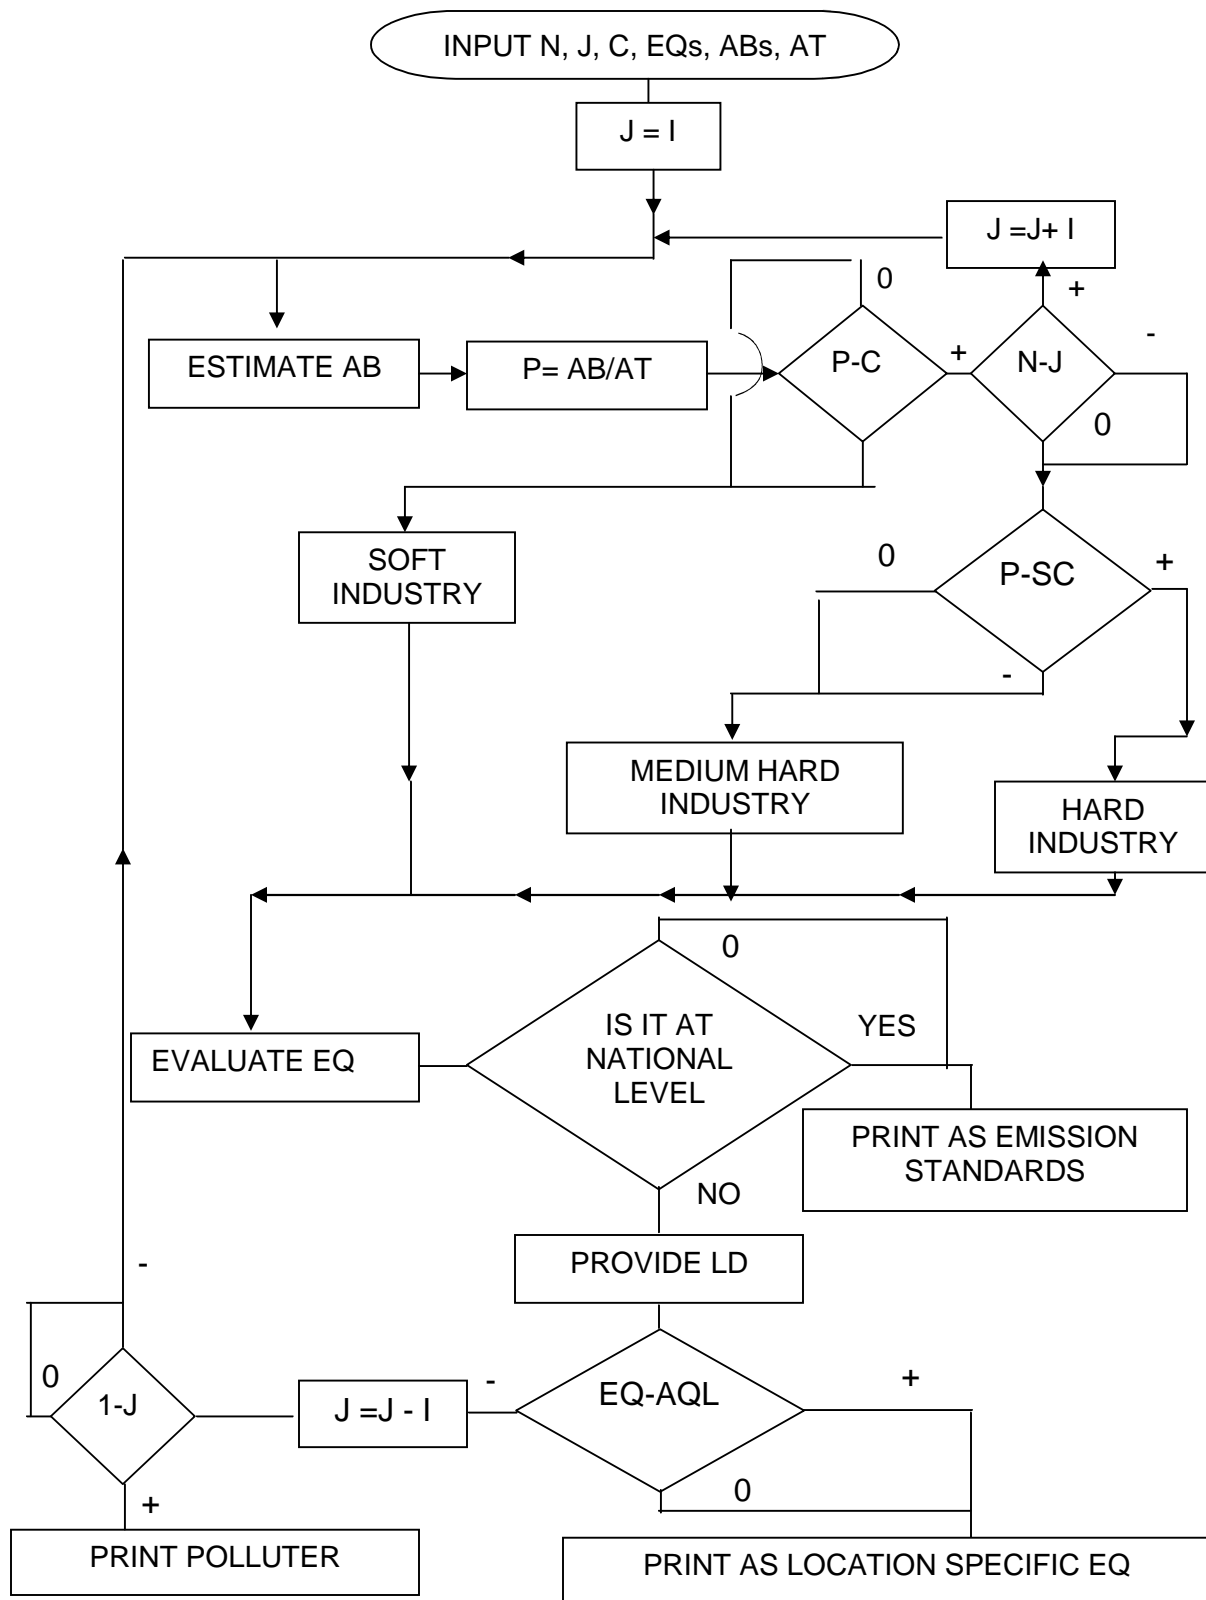 INPUT N, J, C, EQs, ABs, AT
J = I
J =J+ I
0
+
-
ESTIMATE AB
P= AB/AT
P-C
+
N-J
0
SOFT
INDUSTRY
0
P-SC
+
-
MEDIUM HARD
INDUSTRY
HARD
INDUSTRY
0
IS IT AT
NATIONAL
LEVEL
YES
EVALUATE EQ
PRINT AS EMISSION
STANDARDS
NO
PROVIDE LD
-
0
1-J
J =J - I
-
EQ-AQL
+
0
+
PRINT POLLUTER
PRINT AS LOCATION SPECIFIC EQ